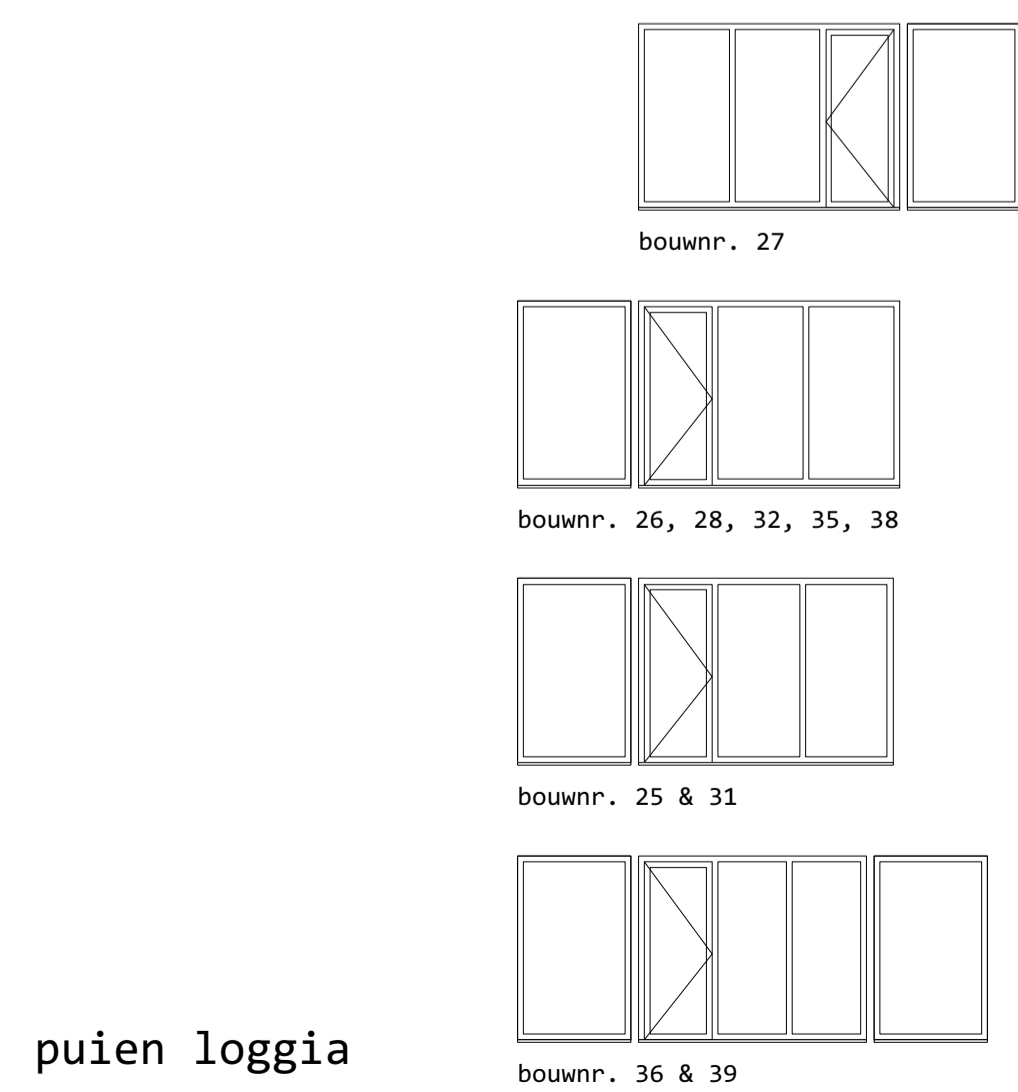 bouwnr. 27
bouwnr. 26, 28, 32, 35, 38
bouwnr. 25 & 31
puien loggia
bouwnr. 36 & 39